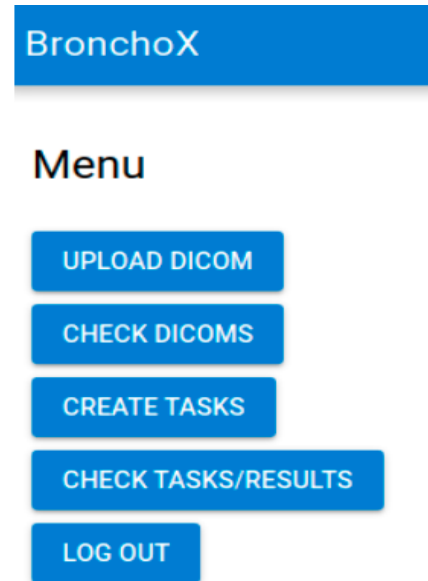 BronchoX
Menu
UPLOAD DICOM
CHECK DICOMS
CREATE TASKS
CHECK TASKS/RESULTS
LOG OUT